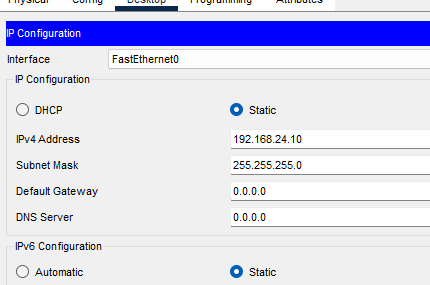 Physical Config Desktop Programming Attributes
IP Configuration
Interface FastEthernet0
IP Configuration
DHCP Static
IPv4 Address 192.168.24.10
Subnet Mask 255.255.255.0
Default Gateway 0.0.0.0
DNS Server 0.0.0.0
IPv6 Configuration
Automatic Static